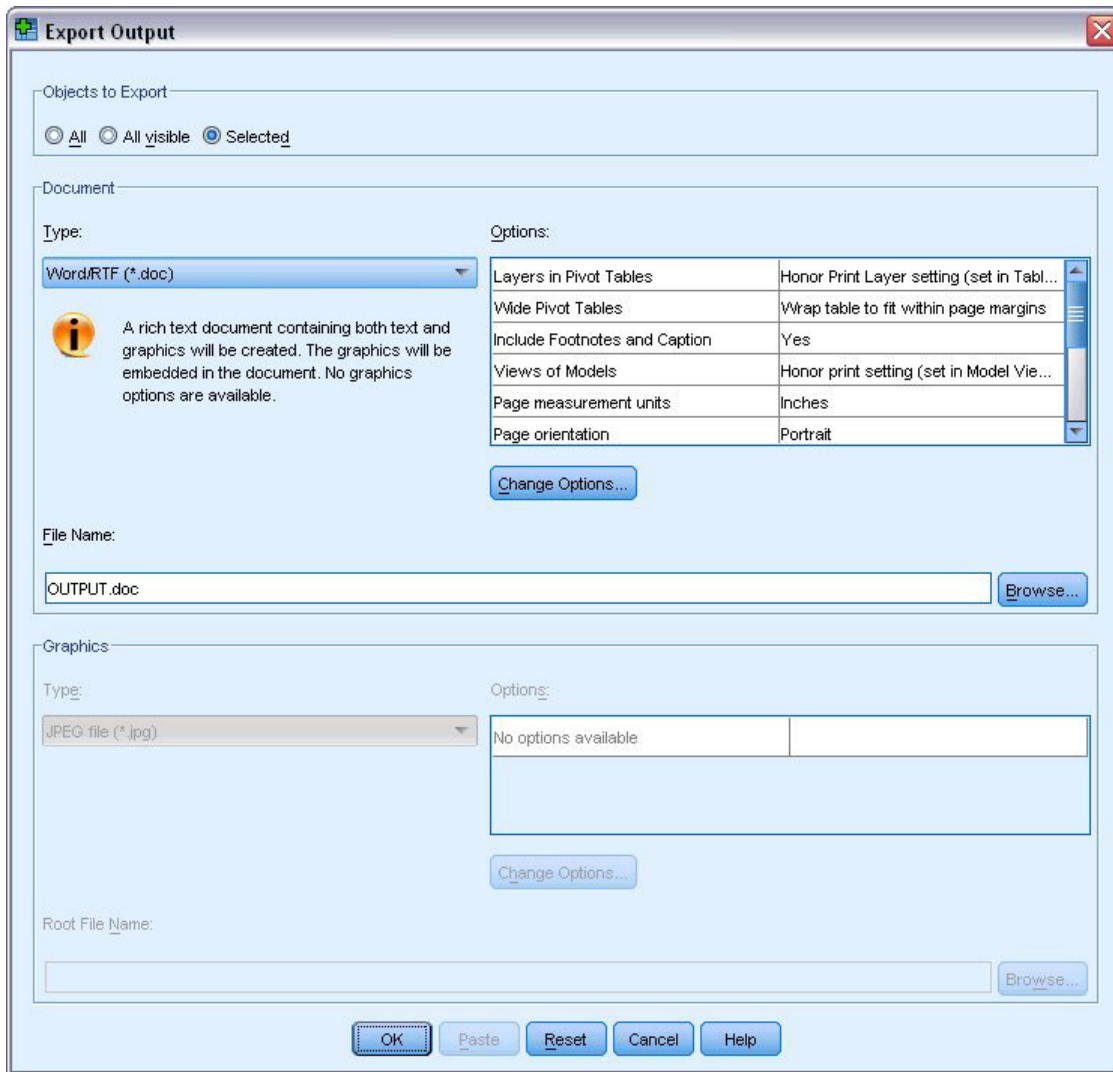 Export Output
Objects to Export
All All visible Selected
Document
Type:
Word/RTF (*.doc)
A rich text document containing both text and
graphics will be created. The graphics will be
embedded in the document. No graphics
options are available.
Options:
Layers in Pivot Tables Honor Print Layer setting (set in Tabl...
Wide Pivot Tables Wrap table to fit within page margins
Include Footnotes and Caption Yes
Views of Models Honor print setting (set in Model Vie...
Page measurement units Inches
Page orientation Portrait
Change Options...
File Name:
OUTPUT.doc Browse...
Graphics
Type:
JPEG file (*.jpg)
Options:
No options available
Change Options...
Root File Name:
Browse...
OK Paste Reset Cancel Help